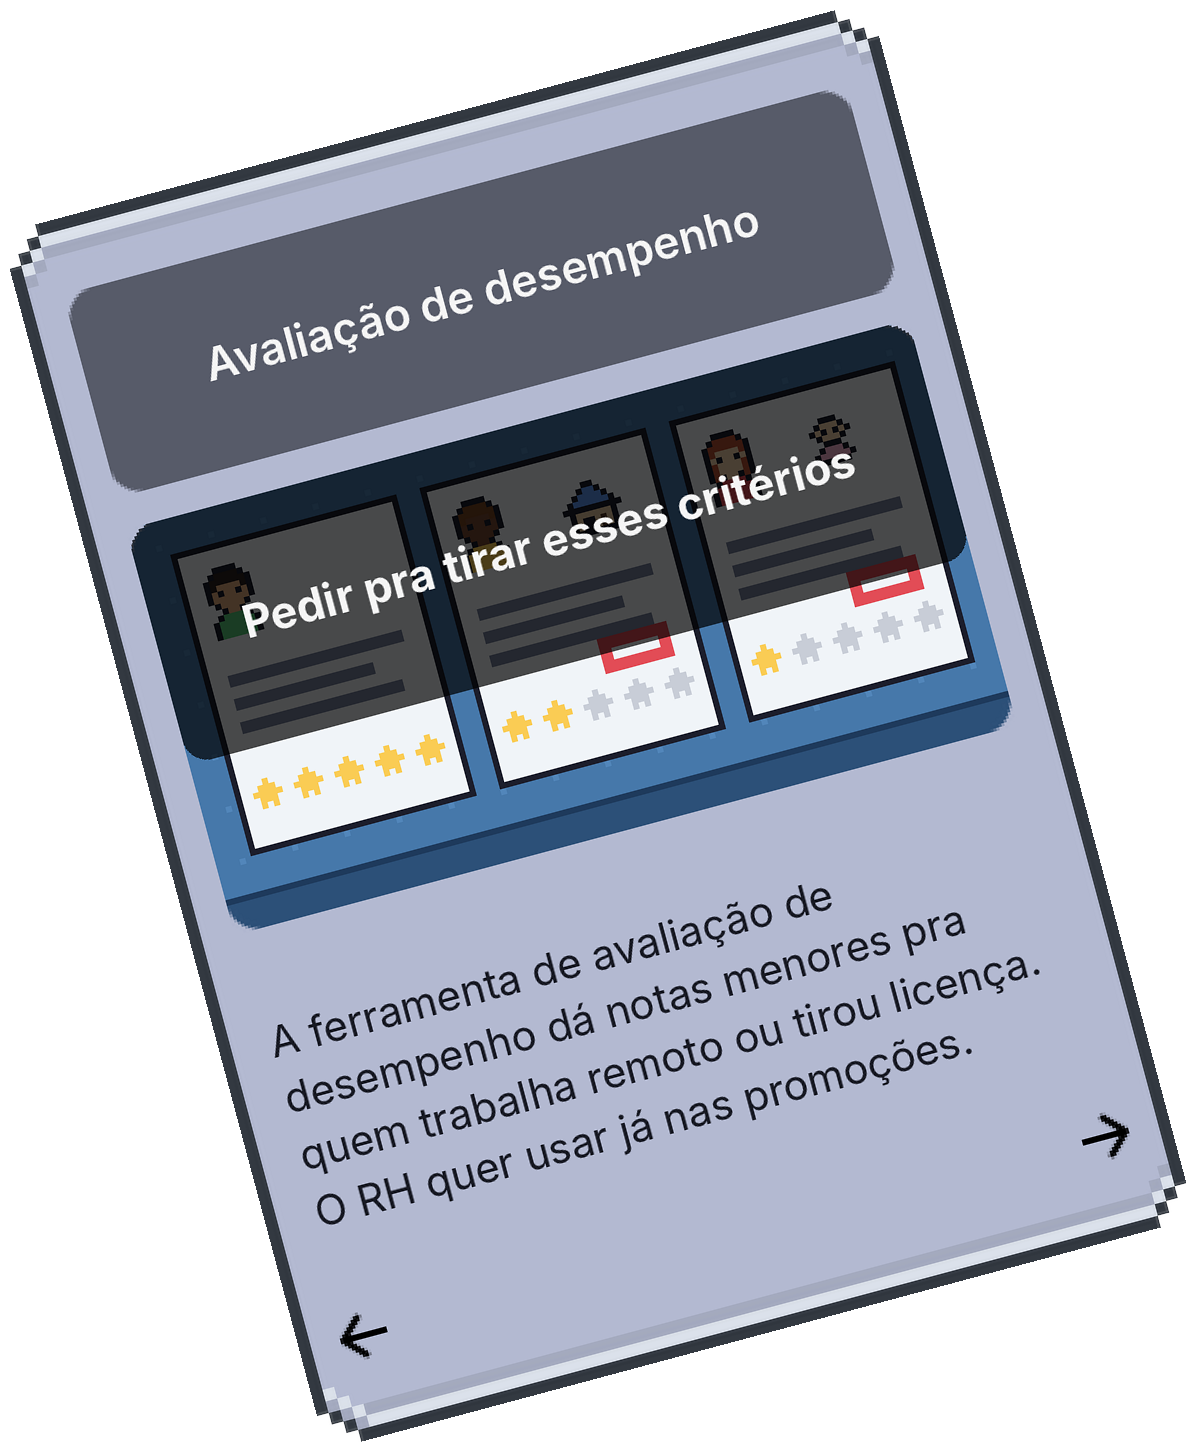 Avaliação de desempenho
Pedir pra tirar esses critérios
A ferramenta de avaliação de
desempenho dá notas menores pra
quem trabalha remoto ou tirou licença.
O RH quer usar já nas promoções.